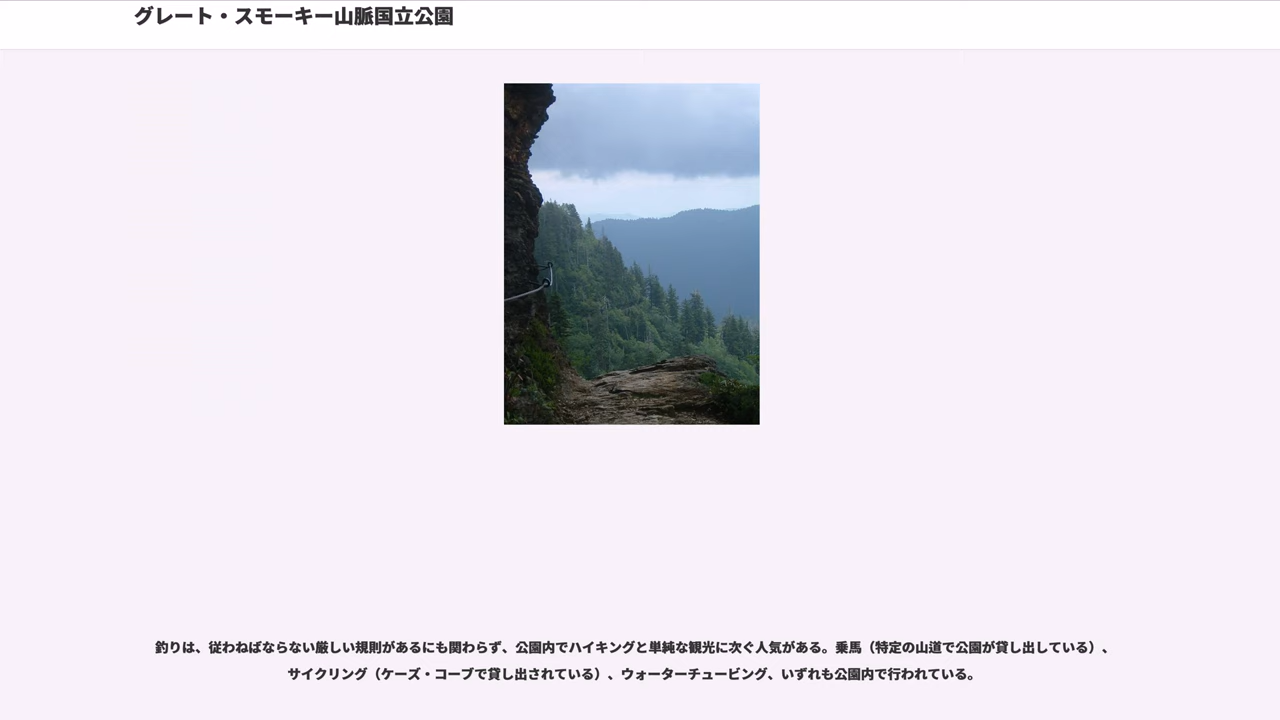 グレート・スモーキー山脈国立公園
釣りは、従わねばならない厳しい規則があるにも関わらず、公園内でハイキングと単純な観光に次ぐ人気がある。乗馬（特定の山道で公園が貸し出している）、
サイクリング（ケーズ・コーブで貸し出されている）、ウォーターチュービング、いずれも公園内で行われている。